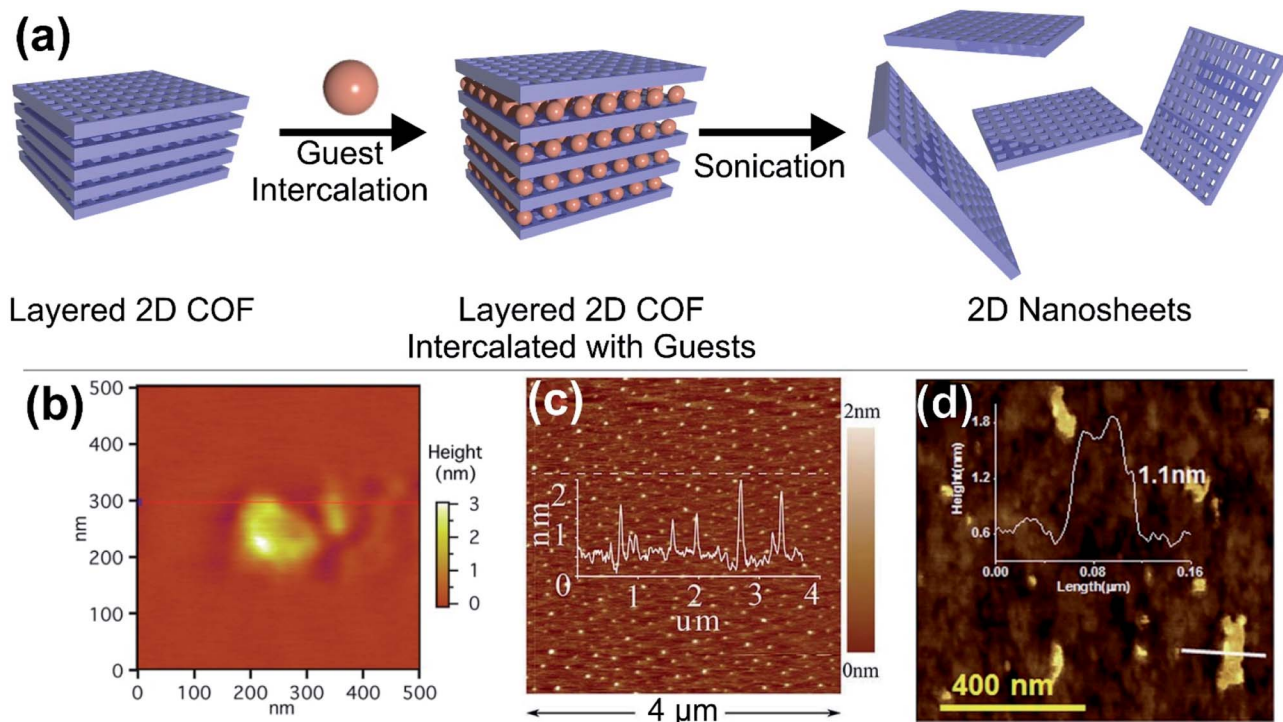 (a)
Guest
Intercalation
Sonication
Layered 2D COF
Layered 2D COF
Intercalated with Guests
2D Nanosheets
(b)
500
400
300
200
100
0
nm
0 100 200 300 400 500
nm
Height
(nm)
3
2
1
0
(c)
2nm
0nm
nm
2
1
0
1 2 3 4
um
4 µm
(d)
Height(nm)
1.8
1.2
0.6
1.1nm
0.00 0.08 0.16
Length(µm)
400 nm